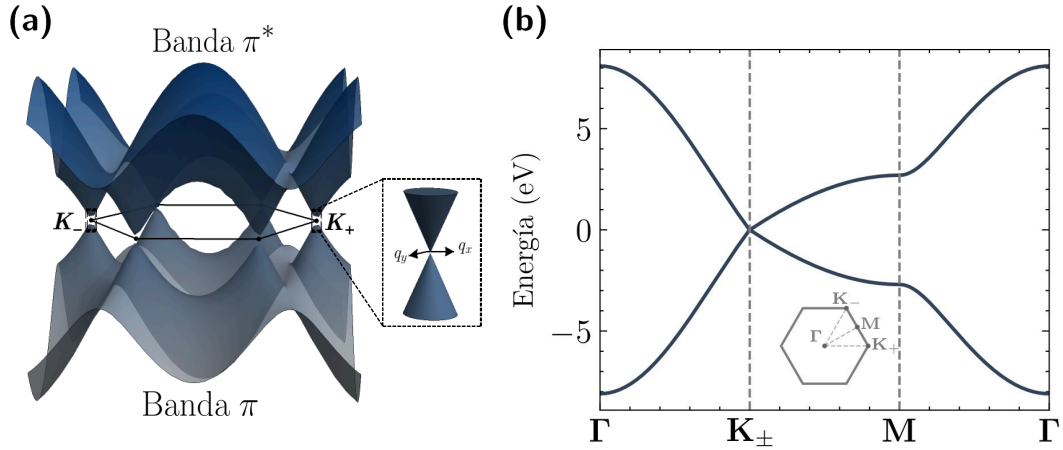 (a)
Banda π*
K₋
K₊
q_y
q_x
Banda π
(b)
Energía (eV)
5
0
−5
K₋
M
Γ
K₊
Γ
K±
M
Γ